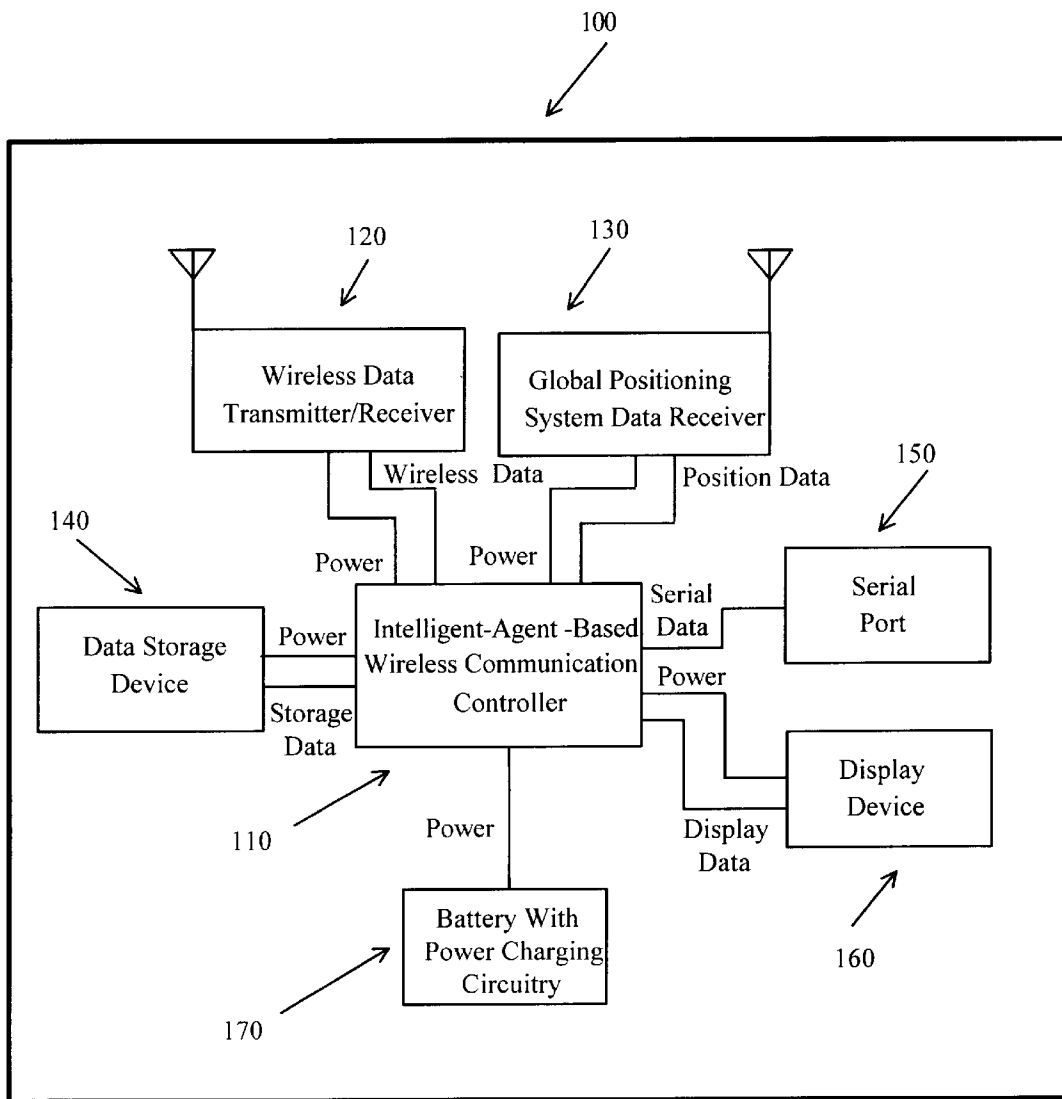 100
120
130
Wireless Data
Transmitter/Receiver
Global Positioning
System Data Receiver
Wireless Data
Position Data
150
140
Power
Power
Serial
Data
Serial
Port
Data Storage
Device
Power
Intelligent-Agent -Based
Wireless Communication
Controller
Power
Storage
Data
Display
Device
110
Power
Display
Data
Battery With
Power Charging
Circuitry
160
170